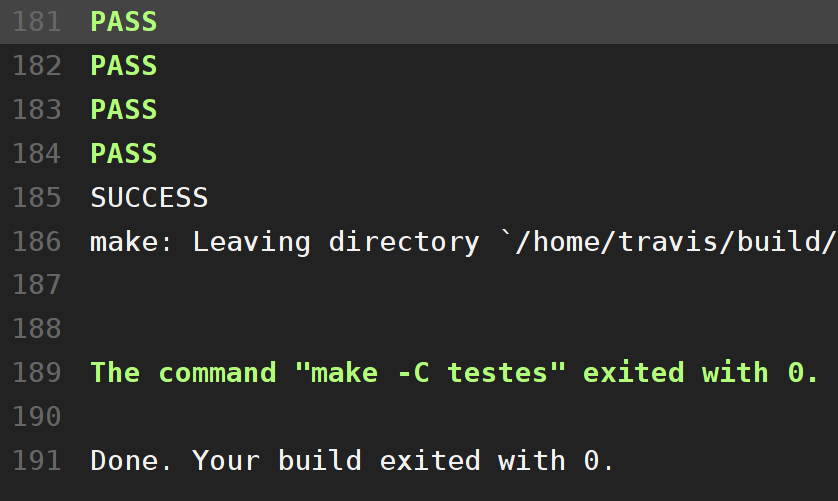 181 PASS
182 PASS
183 PASS
184 PASS
185 SUCCESS
186 make: Leaving directory `/home/travis/build/
187
188
189 The command "make -C testes" exited with 0.
190
191 Done. Your build exited with 0.